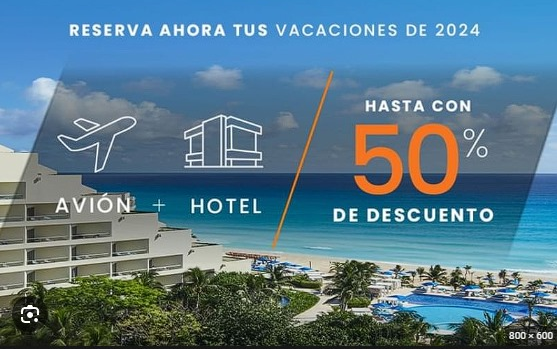 RESERVA AHORA TUS VACACIONES DE 2024
AVIÓN + HOTEL
HASTA CON
50%
DE DESCUENTO
800 × 600